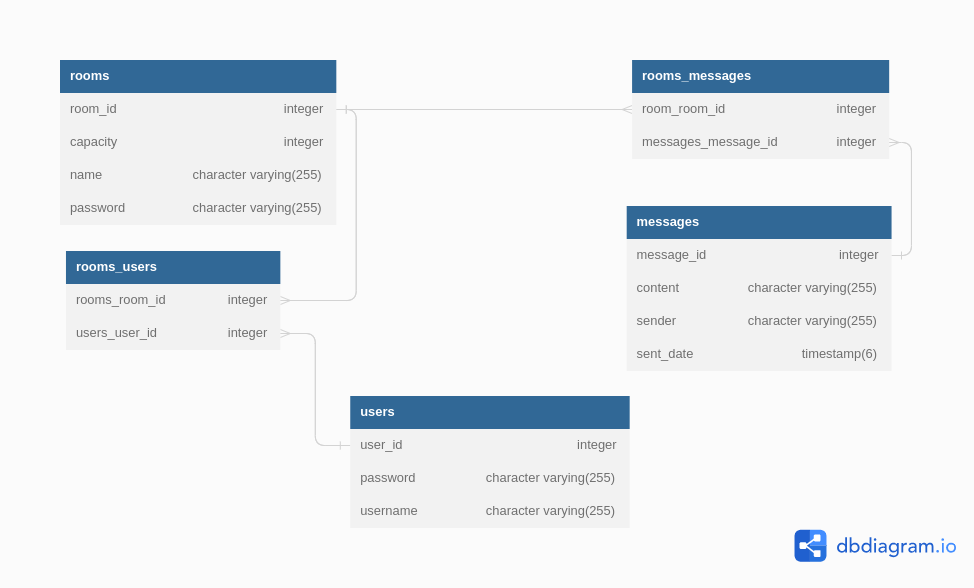 rooms
room_id integer
capacity integer
name character varying(255)
password character varying(255)
rooms_messages
room_room_id integer
messages_message_id integer
messages
message_id integer
content character varying(255)
sender character varying(255)
sent_date timestamp(6)
rooms_users
rooms_room_id integer
users_user_id integer
users
user_id integer
password character varying(255)
username character varying(255)
dbdiagram.io